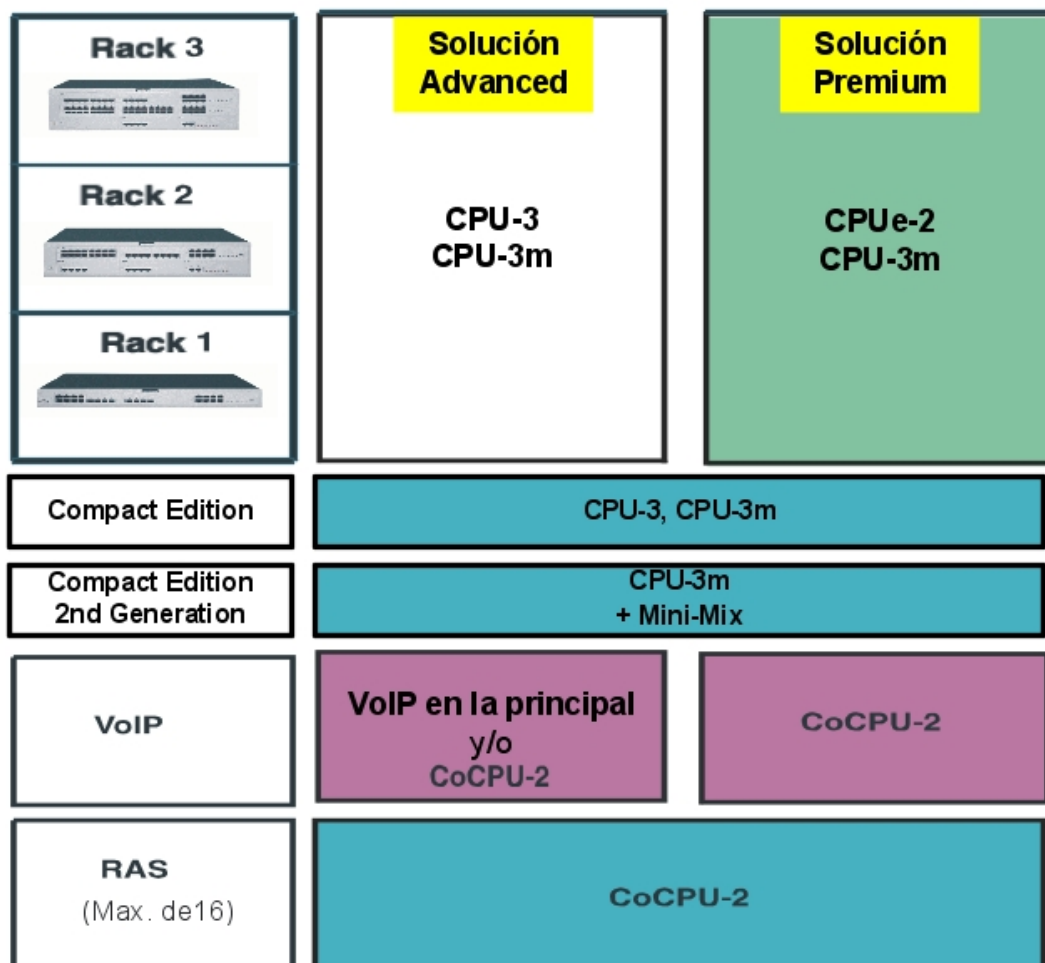 Rack 3
Solución
Advanced
Solución
Premium
Rack 2
CPU-3
CPU-3m
CPUe-2
CPU-3m
Rack 1
Compact Edition
CPU-3, CPU-3m
Compact Edition
2nd Generation
CPU-3m
+ Mini-Mix
VoIP
VoIP en la principal
y/o
CoCPU-2
CoCPU-2
RAS
(Max. de16)
CoCPU-2